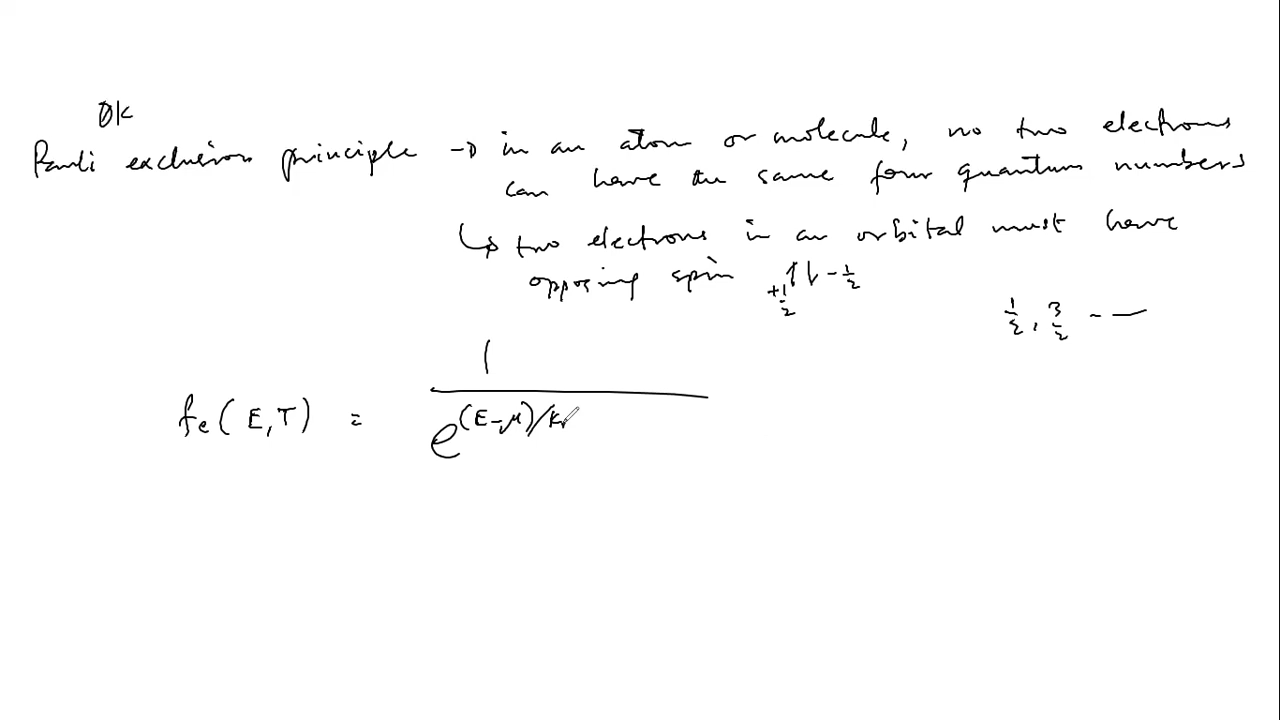 0K
Pauli exclusion principle → in an atom or molecule, no two electrons
can have the same four quantum numbers
↳ two electrons in an orbital must have
opposing spin +1/2 ↑↓ -1/2
1/2, 3/2 - —
fe(E,T) = 1 / e^(E-μ)/k